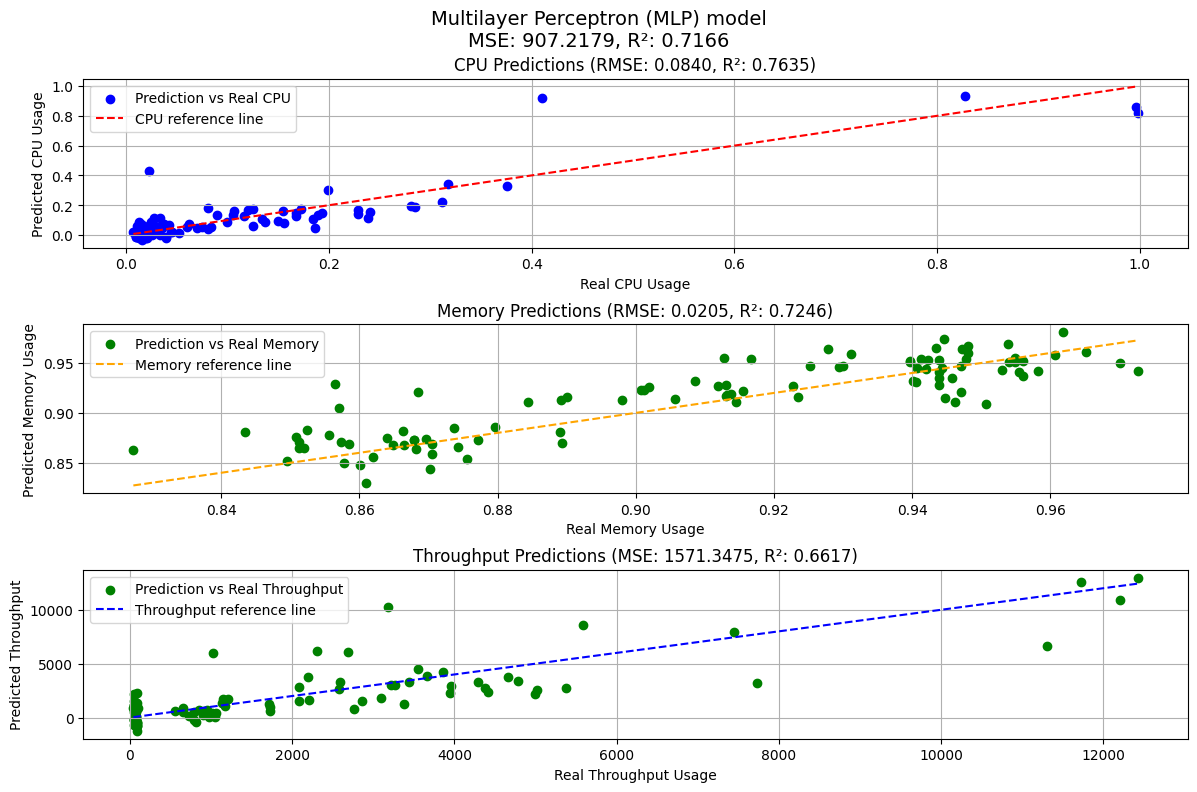 Multilayer Perceptron (MLP) model
MSE: 907.2179, R²: 0.7166
CPU Predictions (RMSE: 0.0840, R²: 0.7635)
Prediction vs Real CPU
CPU reference line
Predicted CPU Usage
1.0
0.8
0.6
0.4
0.2
0.0
0.0 0.2 0.4 0.6 0.8 1.0
Real CPU Usage
Memory Predictions (RMSE: 0.0205, R²: 0.7246)
Prediction vs Real Memory
Memory reference line
Predicted Memory Usage
0.95
0.90
0.85
0.84 0.86 0.88 0.90 0.92 0.94 0.96
Real Memory Usage
Throughput Predictions (MSE: 1571.3475, R²: 0.6617)
Prediction vs Real Throughput
Throughput reference line
Predicted Throughput
10000
5000
0
0 2000 4000 6000 8000 10000 12000
Real Throughput Usage